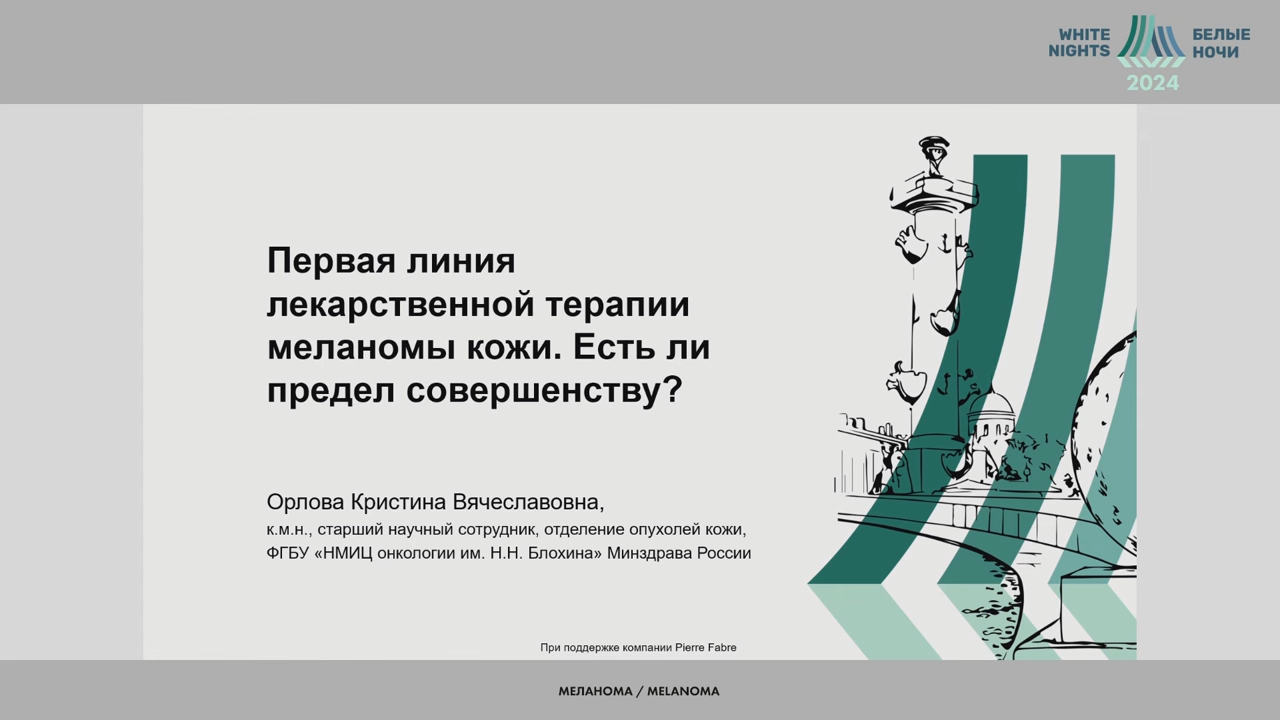 WHITE
NIGHTS
БЕЛЫЕ
НОЧИ
2024
Первая линия
лекарственной терапии
меланомы кожи. Есть ли
предел совершенству?
Орлова Кристина Вячеславовна,
к.м.н., старший научный сотрудник, отделение опухолей кожи,
ФГБУ «НМИЦ онкологии им. Н.Н. Блохина» Минздрава России
При поддержке компании Pierre Fabre
МЕЛАНОМА / MELANOMA